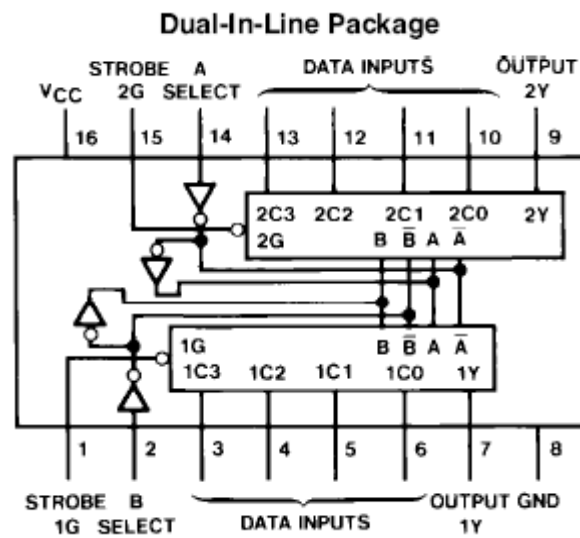 Dual-In-Line Package
STROBE A DATA INPUTS OUTPUT
VCC 2G SELECT 2Y
16 15 14 13 12 11 10 9
2C3 2C2 2C1 2C0 2Y
2G B B̅ A A̅
1G B B̅ A A̅
1C3 1C2 1C1 1C0 1Y
1 2 3 4 5 6 7 8
STROBE B DATA INPUTS OUTPUT GND
1G SELECT 1Y